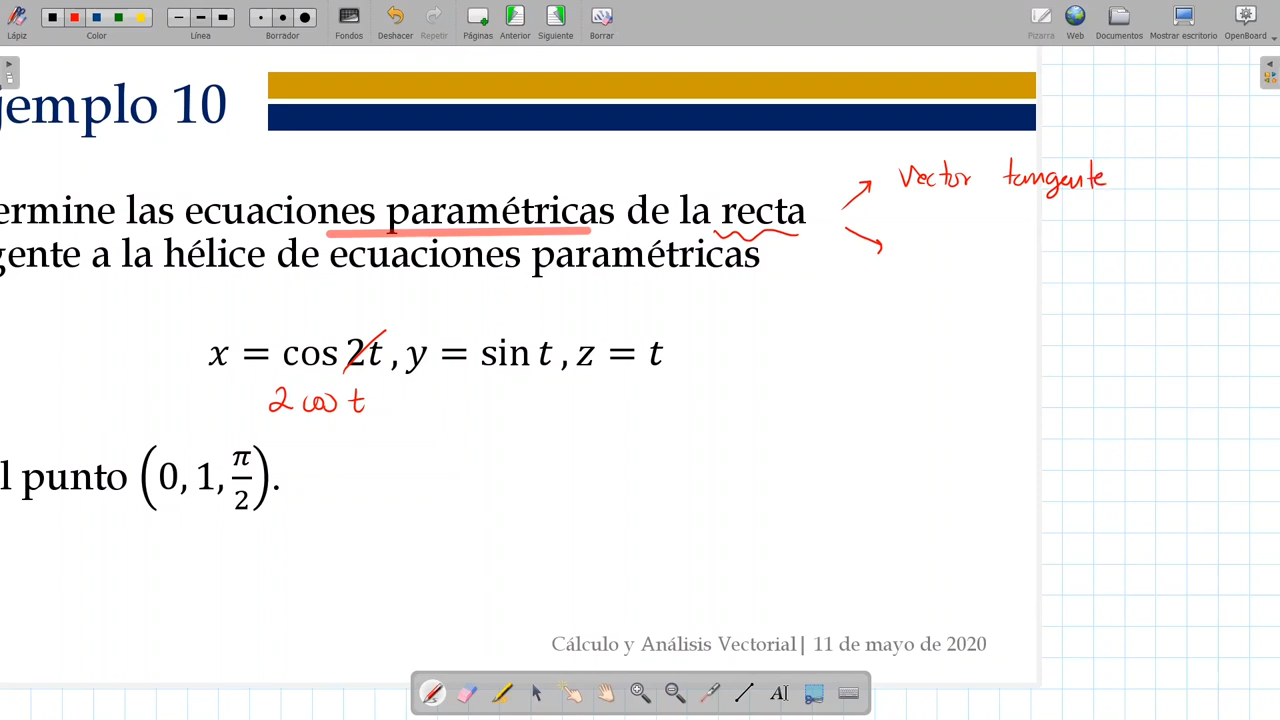 Lápiz Color Línea Borrador Fondos Deshacer Repetir Páginas Anterior Siguiente Borrar Pizarra Web Documentos Mostrar escritorio OpenBoard
jemplo 10
vector tangente
ermine las ecuaciones paramétricas de la recta
gente a la hélice de ecuaciones paramétricas
x = cos 2t , y = sin t , z = t
2 cos t
l punto (0, 1, π/2).
Cálculo y Análisis Vectorial| 11 de mayo de 2020